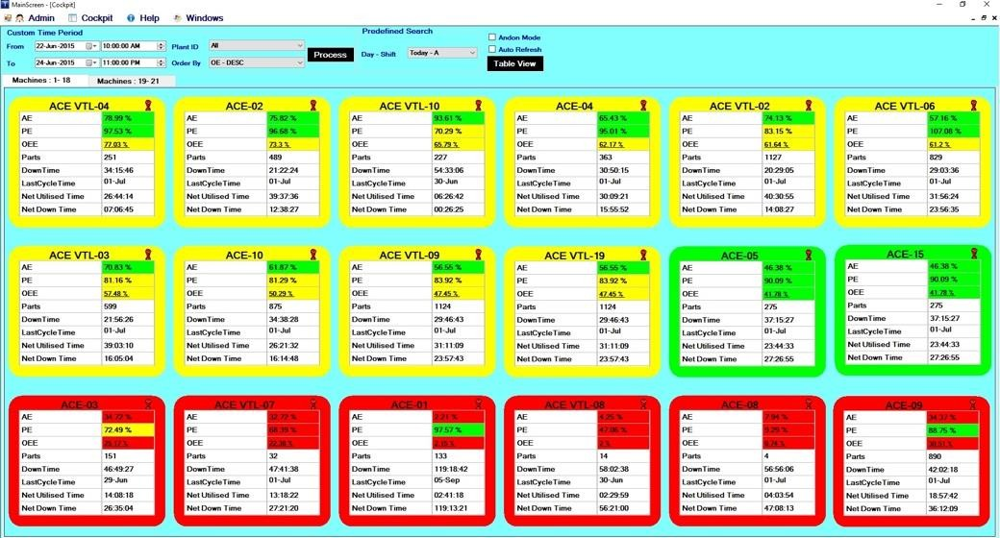 MainScreen - [Cockpit]
Admin Cockpit Help Windows
Custom Time Period
Predefined Search
From 22-Jun-2015 10:00:00 AM Plant ID All
Andon Mode
Process
Day - Shift Today - A
Auto Refresh
To 24-Jun-2015 11:00:00 PM Order By OE - DESC
Table View
Machines : 1- 18 Machines : 19- 21
ACE VTL-04 ACE-02 ACE VTL-10 ACE-04 ACE VTL-02 ACE VTL-06
AE 78.99 % AE 75.82 % AE 93.61 % AE 65.43 % AE 74.13 % AE 57.16 %
PE 97.53 % PE 96.68 % PE 70.29 % PE 95.01 % PE 83.15 % PE 107.08 %
OEE 77.03 % OEE 73.3 % OEE 65.79 % OEE 62.17 % OEE 61.64 % OEE 61.2 %
Parts 251 Parts 489 Parts 227 Parts 363 Parts 1127 Parts 829
DownTime 34:15:46 DownTime 21:22:24 DownTime 54:33:06 DownTime 30:50:15 DownTime 20:29:05 DownTime 29:03:36
LastCycleTime 01-Jul LastCycleTime 01-Jul LastCycleTime 30-Jun LastCycleTime 01-Jul LastCycleTime 01-Jul LastCycleTime 01-Jul
Net Utilised Time 26:44:14 Net Utilised Time 39:37:36 Net Utilised Time 06:26:42 Net Utilised Time 30:09:21 Net Utilised Time 40:30:55 Net Utilised Time 31:56:24
Net Down Time 07:06:45 Net Down Time 12:38:27 Net Down Time 00:26:25 Net Down Time 15:55:52 Net Down Time 14:08:27 Net Down Time 23:56:35
ACE VTL-03 ACE-10 ACE VTL-09 ACE VTL-19 ACE-05 ACE-15
AE 70.83 % AE 61.87 % AE 56.55 % AE 56.55 % AE 46.38 % AE 46.38 %
PE 81.16 % PE 81.29 % PE 83.92 % PE 83.92 % PE 90.09 % PE 90.09 %
OEE 57.48 % OEE 50.29 % OEE 47.45 % OEE 47.45 % OEE 41.78 % OEE 41.78 %
Parts 599 Parts 875 Parts 1124 Parts 1124 Parts 275 Parts 275
DownTime 21:56:26 DownTime 34:38:28 DownTime 29:46:43 DownTime 29:46:43 DownTime 37:15:27 DownTime 37:15:27
LastCycleTime 01-Jul LastCycleTime 01-Jul LastCycleTime 01-Jul LastCycleTime 01-Jul LastCycleTime 01-Jul LastCycleTime 01-Jul
Net Utilised Time 39:03:10 Net Utilised Time 26:21:32 Net Utilised Time 31:11:09 Net Utilised Time 31:11:09 Net Utilised Time 23:44:33 Net Utilised Time 23:44:33
Net Down Time 16:05:04 Net Down Time 16:14:48 Net Down Time 23:57:43 Net Down Time 23:57:43 Net Down Time 27:26:55 Net Down Time 27:26:55
ACE-03 ACE VTL-07 ACE-01 ACE VTL-08 ACE-08 ACE-09
AE 34.72 % AE 32.72 % AE 2.21 % AE 4.25 % AE 7.94 % AE 34.37 %
PE 72.49 % PE 68.39 % PE 97.57 % PE 47.06 % PE 9.29 % PE 88.75 %
OEE 25.17 % OEE 22.38 % OEE 2.15 % OEE 2 % OEE 0.74 % OEE 30.51 %
Parts 151 Parts 32 Parts 133 Parts 4 Parts 14 Parts 890
DownTime 46:49:27 DownTime 47:41:38 DownTime 119:18:42 DownTime 58:02:38 DownTime 56:56:06 DownTime 42:02:18
LastCycleTime 29-Jun LastCycleTime 01-Jul LastCycleTime 05-Sep LastCycleTime 30-Jun LastCycleTime 01-Jul LastCycleTime 01-Jul
Net Utilised Time 14:08:18 Net Utilised Time 13:18:22 Net Utilised Time 02:41:18 Net Utilised Time 02:29:59 Net Utilised Time 04:03:54 Net Utilised Time 18:57:42
Net Down Time 26:35:04 Net Down Time 27:21:20 Net Down Time 119:13:21 Net Down Time 56:21:00 Net Down Time 47:08:13 Net Down Time 36:12:09